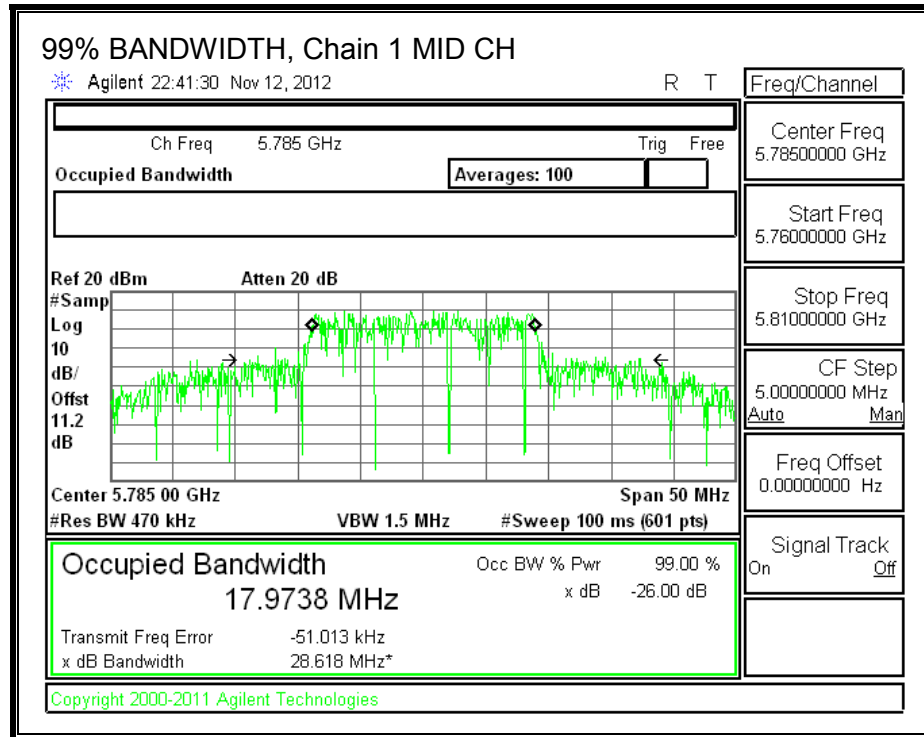 99% BANDWIDTH, Chain 1 MID CH
Agilent 22:41:30 Nov 12, 2012 R T
Freq/Channel
Ch Freq 5.785 GHz Trig Free
Occupied Bandwidth Averages: 100
Center Freq
5.78500000 GHz
Start Freq
5.76000000 GHz
Stop Freq
5.81000000 GHz
CF Step
5.00000000 MHz
Auto Man
Freq Offset
0.00000000 Hz
Signal Track
On Off
Ref 20 dBm Atten 20 dB
#Samp
Log
10
dB/
Offst
11.2
dB
Center 5.785 00 GHz Span 50 MHz
#Res BW 470 kHz VBW 1.5 MHz #Sweep 100 ms (601 pts)
Occupied Bandwidth Occ BW % Pwr 99.00 %
17.9738 MHz x dB -26.00 dB
Transmit Freq Error -51.013 kHz
x dB Bandwidth 28.618 MHz*
Copyright 2000-2011 Agilent Technologies